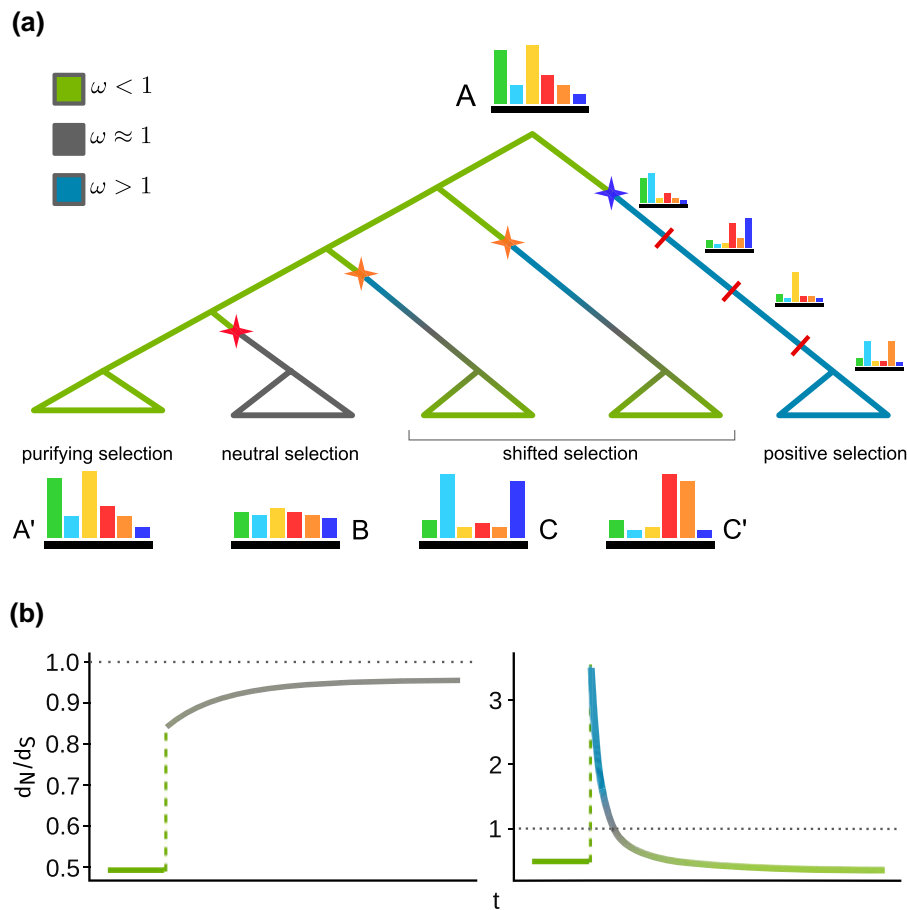 (a)
ω < 1
A
ω ≈ 1
ω > 1
purifying selection
neutral selection
shifted selection
positive selection
A'
B
C
C'
(b)
dN/dS
1.0
0.9
0.8
0.7
0.6
0.5
3
2
1
t